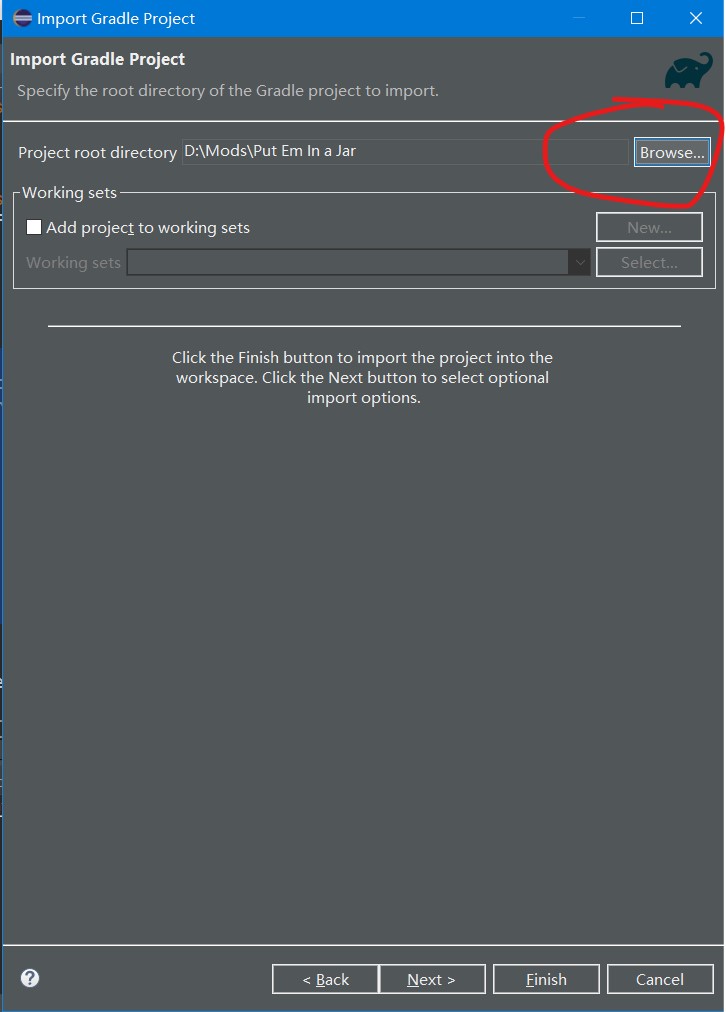 Import Gradle Project
Import Gradle Project
Specify the root directory of the Gradle project to import.
Project root directory D:\Mods\Put Em In a Jar Browse...
Working sets
Add project to working sets New...
Working sets Select...
Click the Finish button to import the project into the
workspace. Click the Next button to select optional
import options.
? < Back Next > Finish Cancel